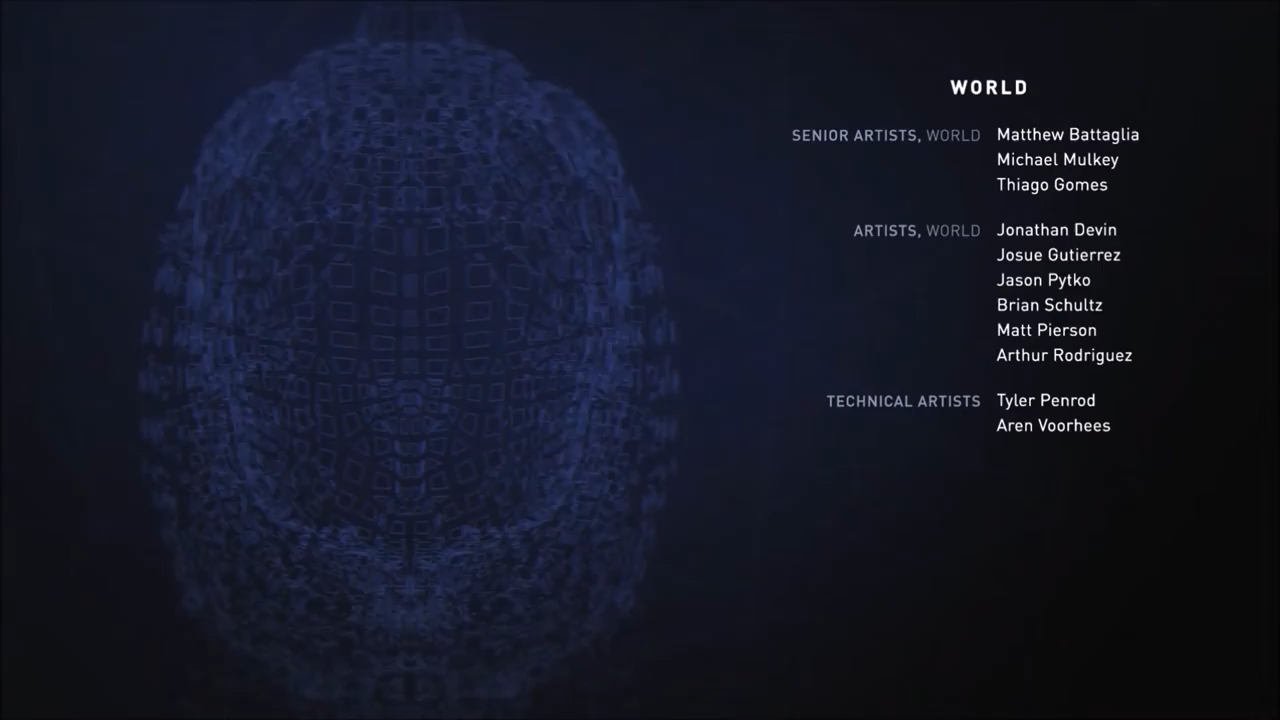 WORLD
SENIOR ARTISTS, WORLD Matthew Battaglia
Michael Mulkey
Thiago Gomes
ARTISTS, WORLD Jonathan Devin
Josue Gutierrez
Jason Pytko
Brian Schultz
Matt Pierson
Arthur Rodriguez
TECHNICAL ARTISTS Tyler Penrod
Aren Voorhees